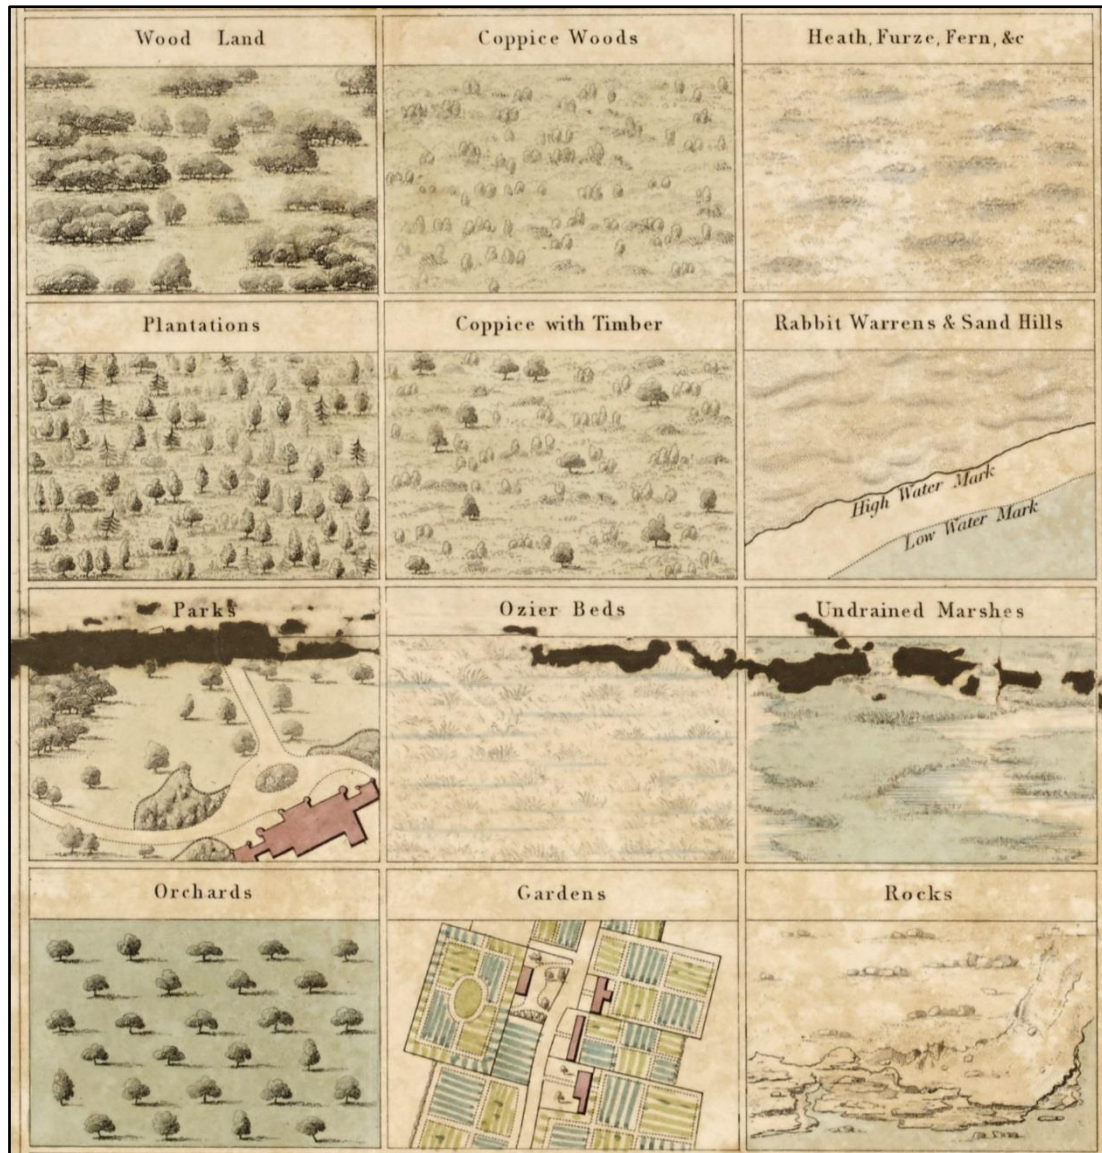 Wood Land
Coppice Woods
Heath, Furze, Fern, &c
Plantations
Coppice with Timber
Rabbit Warrens & Sand Hills
High Water Mark
Low Water Mark
Parks
Ozier Beds
Undrained Marshes
Orchards
Gardens
Rocks